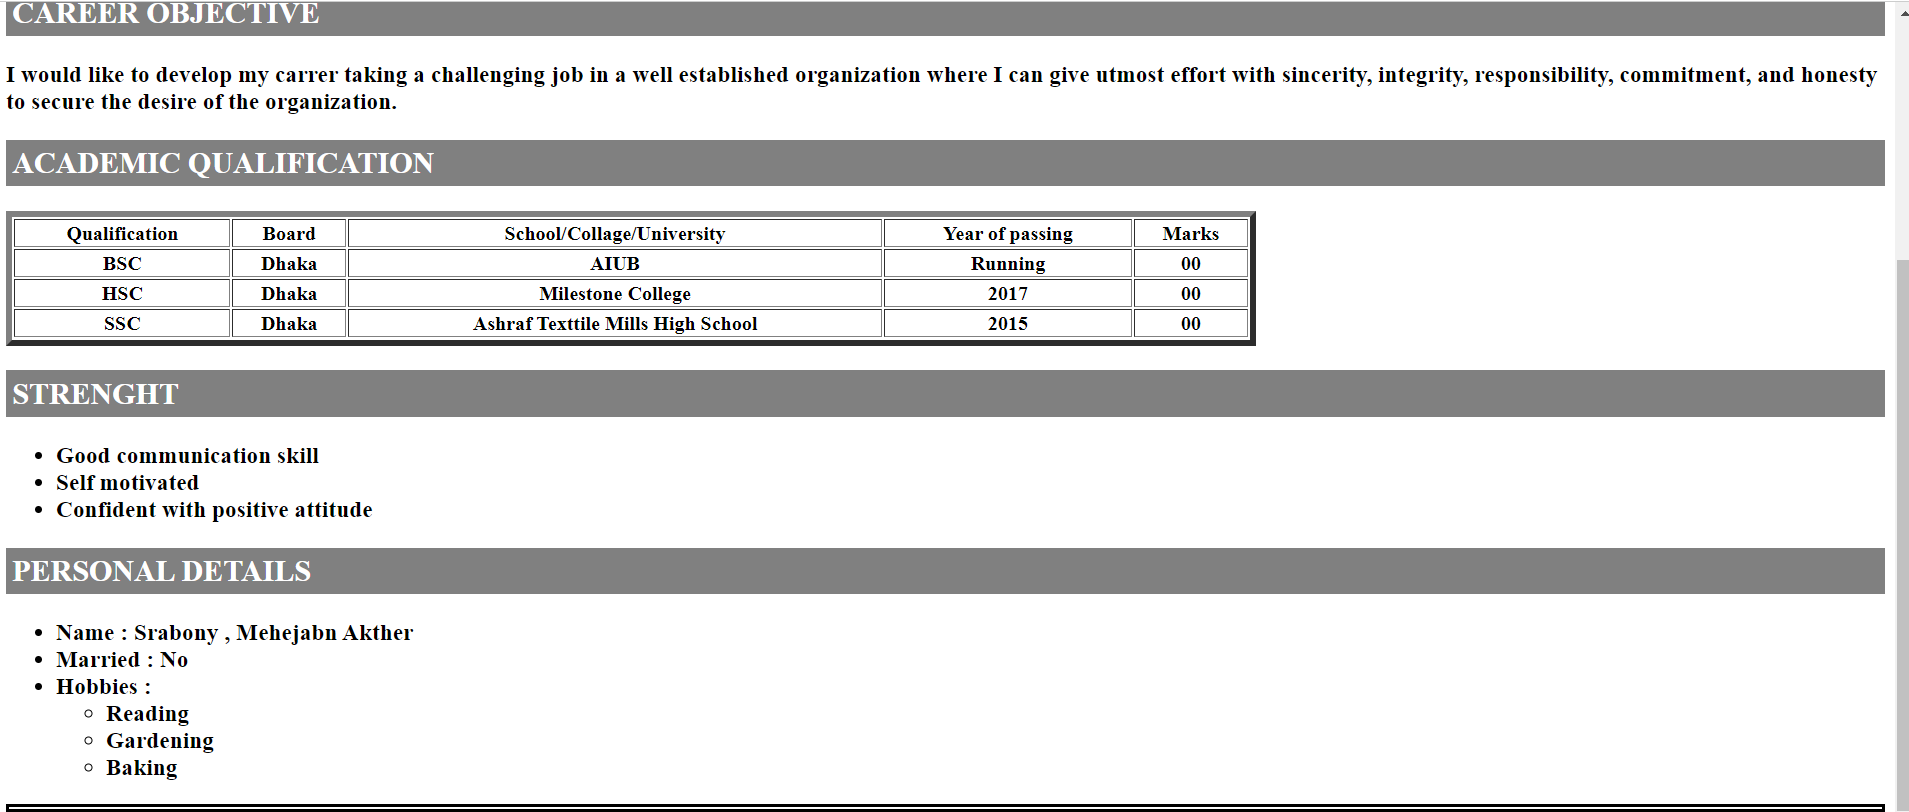 CAREER OBJECTIVE
I would like to develop my carrer taking a challenging job in a well established organization where I can give utmost effort with sincerity, integrity, responsibility, commitment, and honesty
to secure the desire of the organization.
ACADEMIC QUALIFICATION
Qualification Board School/Collage/University Year of passing Marks
BSC Dhaka AIUB Running 00
HSC Dhaka Milestone College 2017 00
SSC Dhaka Ashraf Texttile Mills High School 2015 00
STRENGHT
• Good communication skill
• Self motivated
• Confident with positive attitude
PERSONAL DETAILS
• Name : Srabony , Mehejabn Akther
• Married : No
• Hobbies :
◦ Reading
◦ Gardening
◦ Baking